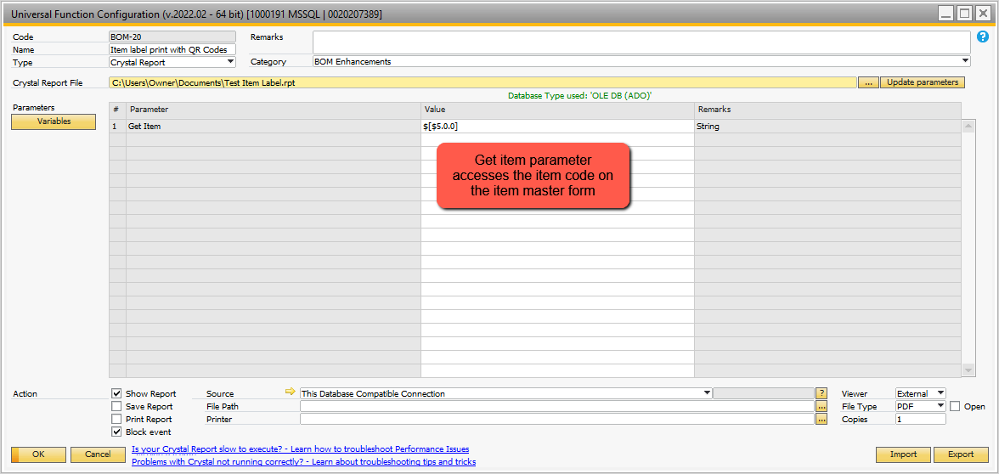 Universal Function Configuration (v.2022.02 - 64 bit) [1000191 MSSQL | 0020207389]
Code BOM-20 Remarks
Name Item label print with QR Codes
Type Crystal Report Category BOM Enhancements
Crystal Report File C:\Users\Owner\Documents\Test Item Label.rpt ... Update parameters
Database Type used: 'OLE DB (ADO)'
Parameters
Variables
# Parameter Value Remarks
1 Get Item $[$5.0.0] String
Get item parameter
accesses the item code on
the item master form
Action Show Report Source This Database Compatible Connection ? Viewer External
Save Report File Path ... File Type PDF Open
Print Report Printer ... Copies 1
Block event
OK Cancel Is your Crystal Report slow to execute? - Learn how to troubleshoot Performance Issues
Problems with Crystal not running correctly? - Learn about troubleshooting tips and tricks
Import Export